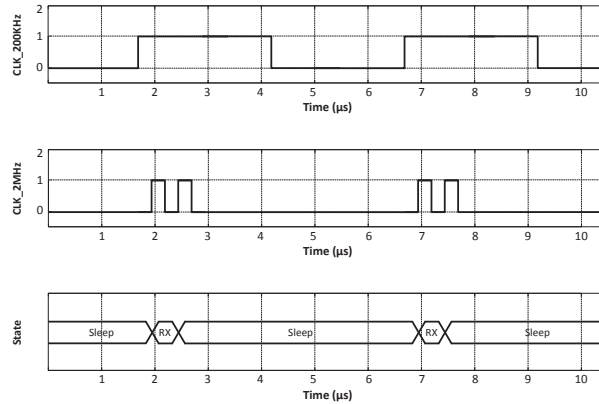 CLK_200KHz
2
1
0
1 2 3 4 5 6 7 8 9 10
Time (µs)
CLK_2MHz
2
1
0
1 2 3 4 5 6 7 8 9 10
Time (µs)
State
Sleep RX Sleep RX Sleep
1 2 3 4 5 6 7 8 9 10
Time (µs)